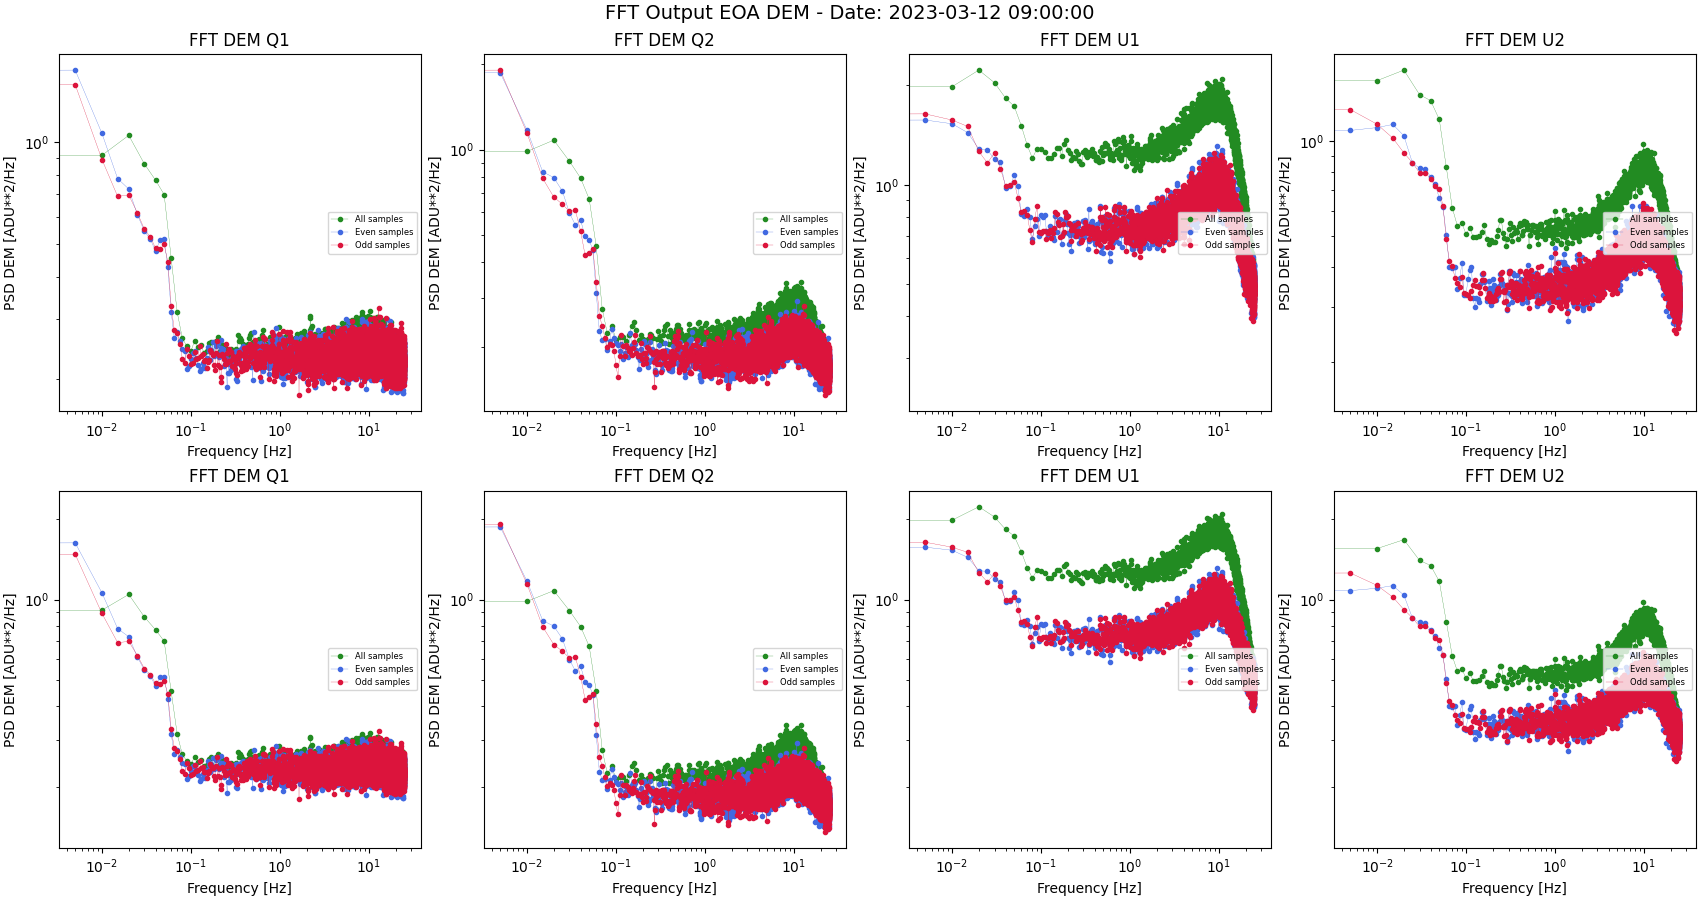 FFT Output EOA DEM - Date: 2023-03-12 09:00:00
FFT DEM Q1
PSD DEM [ADU**2/Hz]
10^0
All samples
Even samples
Odd samples
10^-2 10^-1 10^0 10^1
Frequency [Hz]
FFT DEM Q2
PSD DEM [ADU**2/Hz]
10^0
All samples
Even samples
Odd samples
10^-2 10^-1 10^0 10^1
Frequency [Hz]
FFT DEM U1
PSD DEM [ADU**2/Hz]
10^0
All samples
Even samples
Odd samples
10^-2 10^-1 10^0 10^1
Frequency [Hz]
FFT DEM U2
PSD DEM [ADU**2/Hz]
10^0
All samples
Even samples
Odd samples
10^-2 10^-1 10^0 10^1
Frequency [Hz]
FFT DEM Q1
PSD DEM [ADU**2/Hz]
10^0
All samples
Even samples
Odd samples
10^-2 10^-1 10^0 10^1
Frequency [Hz]
FFT DEM Q2
PSD DEM [ADU**2/Hz]
10^0
All samples
Even samples
Odd samples
10^-2 10^-1 10^0 10^1
Frequency [Hz]
FFT DEM U1
PSD DEM [ADU**2/Hz]
10^0
All samples
Even samples
Odd samples
10^-2 10^-1 10^0 10^1
Frequency [Hz]
FFT DEM U2
PSD DEM [ADU**2/Hz]
10^0
All samples
Even samples
Odd samples
10^-2 10^-1 10^0 10^1
Frequency [Hz]